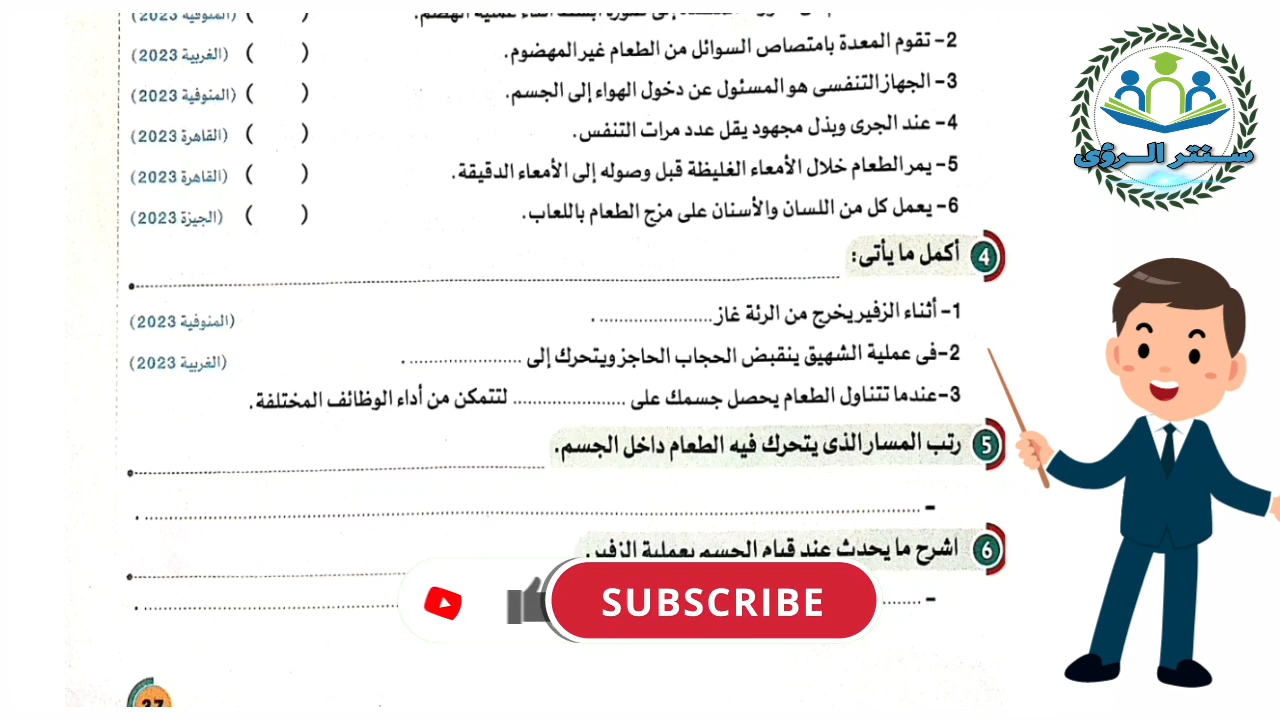 (المنوفية 2023)
2- تقوم المعدة بامتصاص السوائل من الطعام غير المهضوم. ( ) (الغربية 2023)
3- الجهاز التنفسى هو المسئول عن دخول الهواء إلى الجسم. ( ) (المنوفية 2023)
4- عند الجرى وبذل مجهود يقل عدد مرات التنفس. ( ) (القاهرة 2023)
5- يمر الطعام خلال الأمعاء الغليظة قبل وصوله إلى الأمعاء الدقيقة. ( ) (القاهرة 2023)
6- يعمل كل من اللسان والأسنان على مزج الطعام باللعاب. ( ) (الجيزة 2023)
4 أكمل ما يأتى:
1- أثناء الزفير يخرج من الرئة غاز ...................... . (المنوفية 2023)
2- فى عملية الشهيق ينقبض الحجاب الحاجز ويتحرك إلى ...................... . (الغربية 2023)
3- عندما تتناول الطعام يحصل جسمك على ...................... لتتمكن من أداء الوظائف المختلفة.
5 رتب المسار الذى يتحرك فيه الطعام داخل الجسم.
6 اشرح ما يحدث عند قيام الجسم بعملية الزفير.
37
سنتر الرؤى
SUBSCRIBE